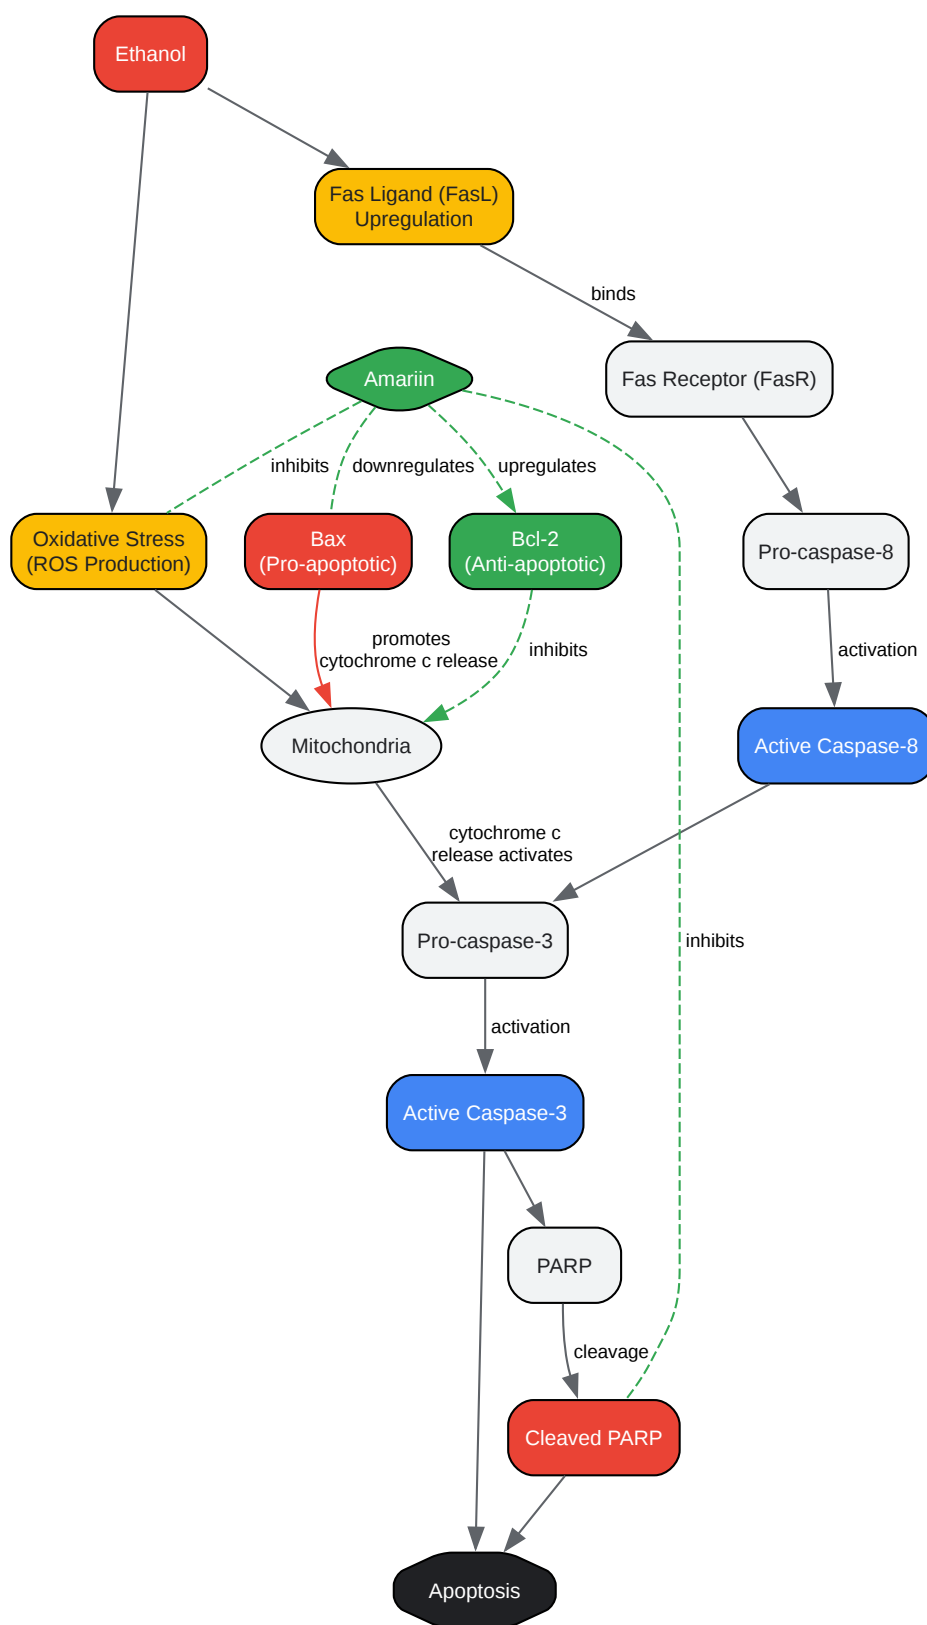 Ethanol
Fas Ligand (FasL)
Upregulation
binds
Amariin
Fas Receptor (FasR)
inhibits
downregulates
upregulates
Oxidative Stress
(ROS Production)
Bax
(Pro-apoptotic)
Bcl-2
(Anti-apoptotic)
Pro-caspase-8
promotes
cytochrome c release
inhibits
activation
Mitochondria
Active Caspase-8
cytochrome c
release activates
Pro-caspase-3
inhibits
activation
Active Caspase-3
PARP
cleavage
Cleaved PARP
Apoptosis